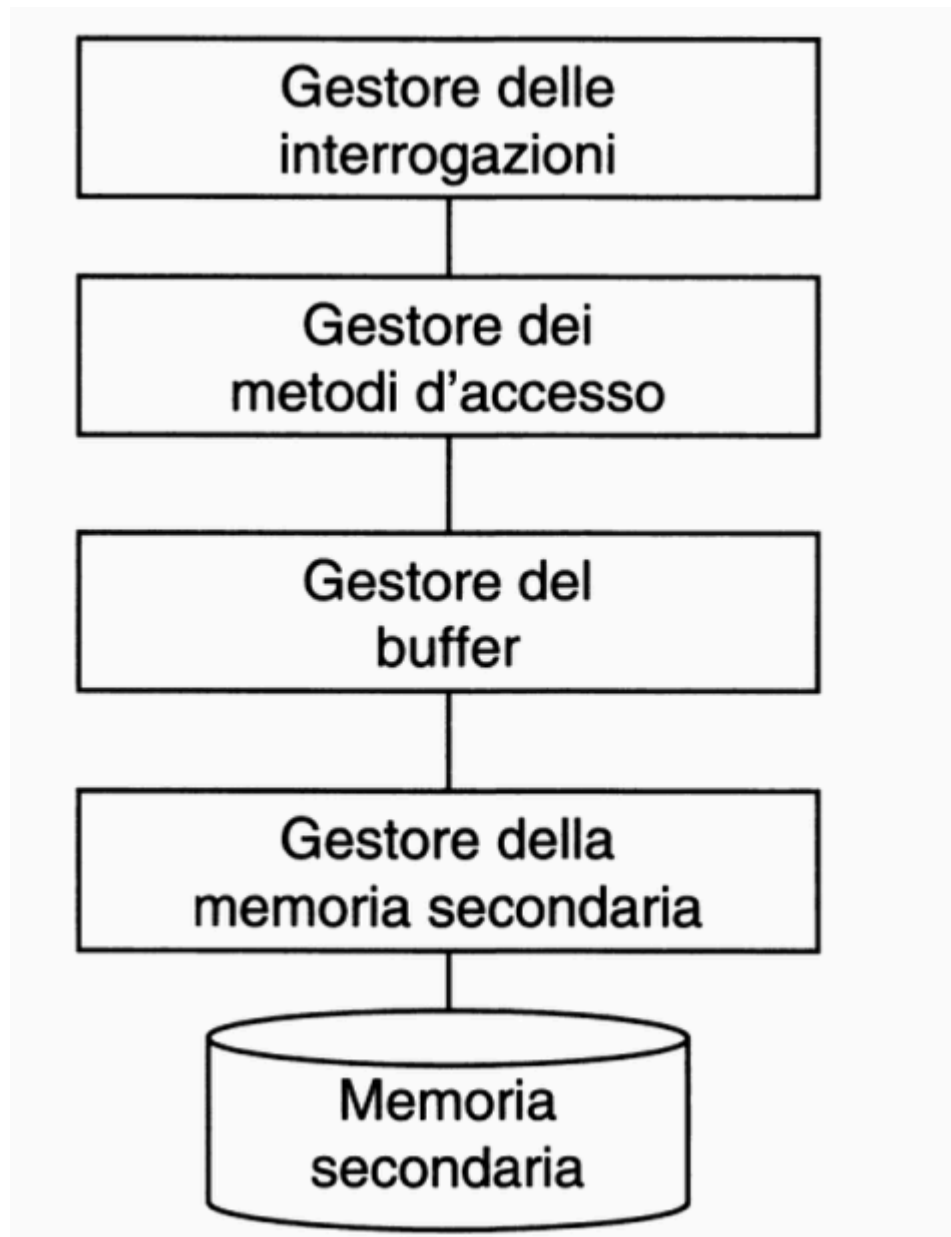 Gestore delle
interrogazioni
Gestore dei
metodi d'accesso
Gestore del
buffer
Gestore della
memoria secondaria
Memoria
secondaria